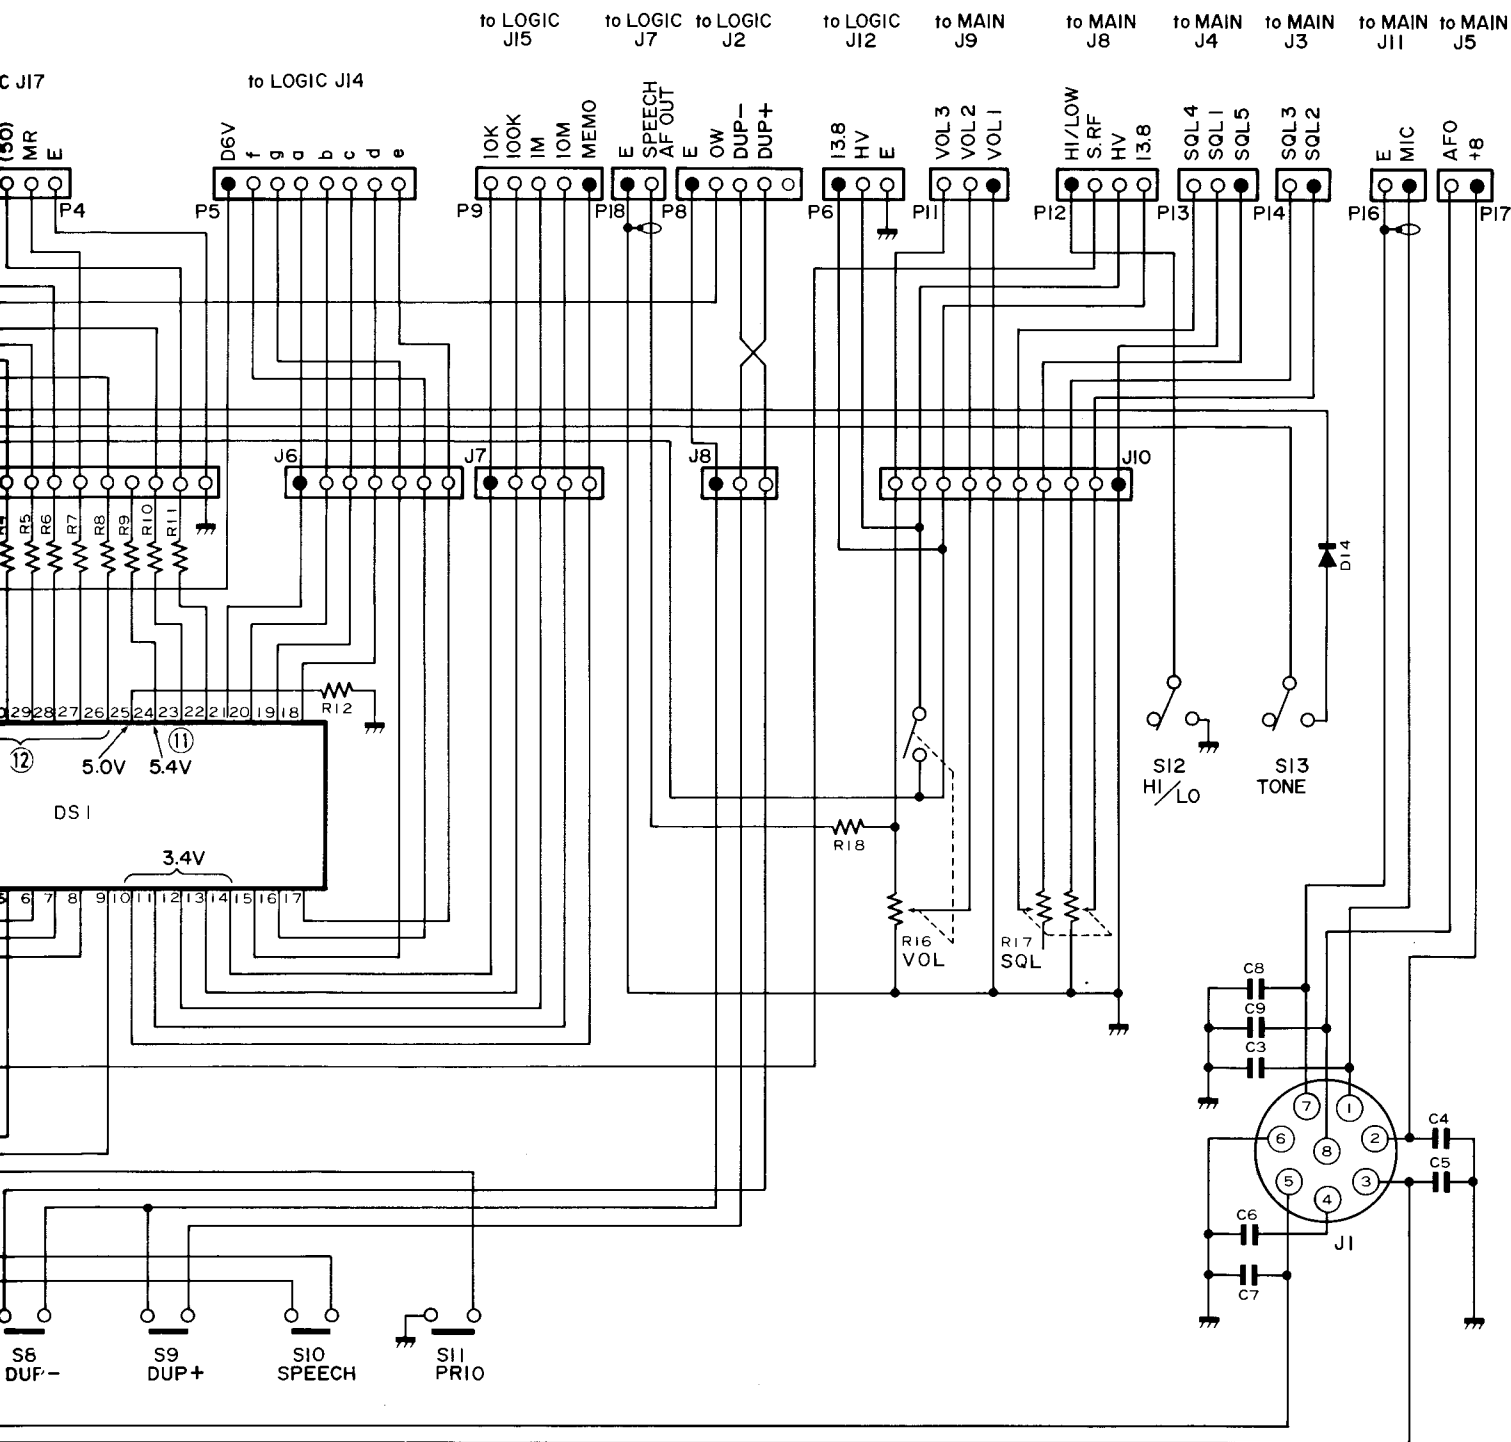 to LOGIC
J15
to LOGIC
J7
to LOGIC
J2
to LOGIC
J12
to MAIN
J9
to MAIN
J8
to MAIN
J4
to MAIN
J3
to MAIN
J11
to MAIN
J5
C J17
to LOGIC J14
(50)
MR
E
D6V
f
g
a
b
c
d
e
10K
100K
1M
10M
MEMO
E
SPEECH
AF OUT
E
OW
DUP-
DUP+
13.8
HV
E
VOL 3
VOL 2
VOL 1
HI/LOW
S.RF
HV
13.8
SQL 4
SQL 1
SQL 5
SQL 3
SQL 2
E
MIC
AFO
+8
P4
P5
P9
P18
P8
P6
P11
P12
P13
P14
P16
P17
J6
J7
J8
J10
R4
R5
R6
R7
R8
R9
R10
R11
D14
R12
29 28 27 26 25 24 23 22 21 20 19 18
12
11
5.0V
5.4V
S12
HI/LO
S13
TONE
DS1
R18
3.4V
5 6 7 8 9 10 11 12 13 14 15 16 17
R16
VOL
R17
SQL
C8
C9
C3
7
1
6
2
8
5
3
4
C4
C5
C6
C7
J1
S8
DUP-
S9
DUP+
S10
SPEECH
S11
PRIO